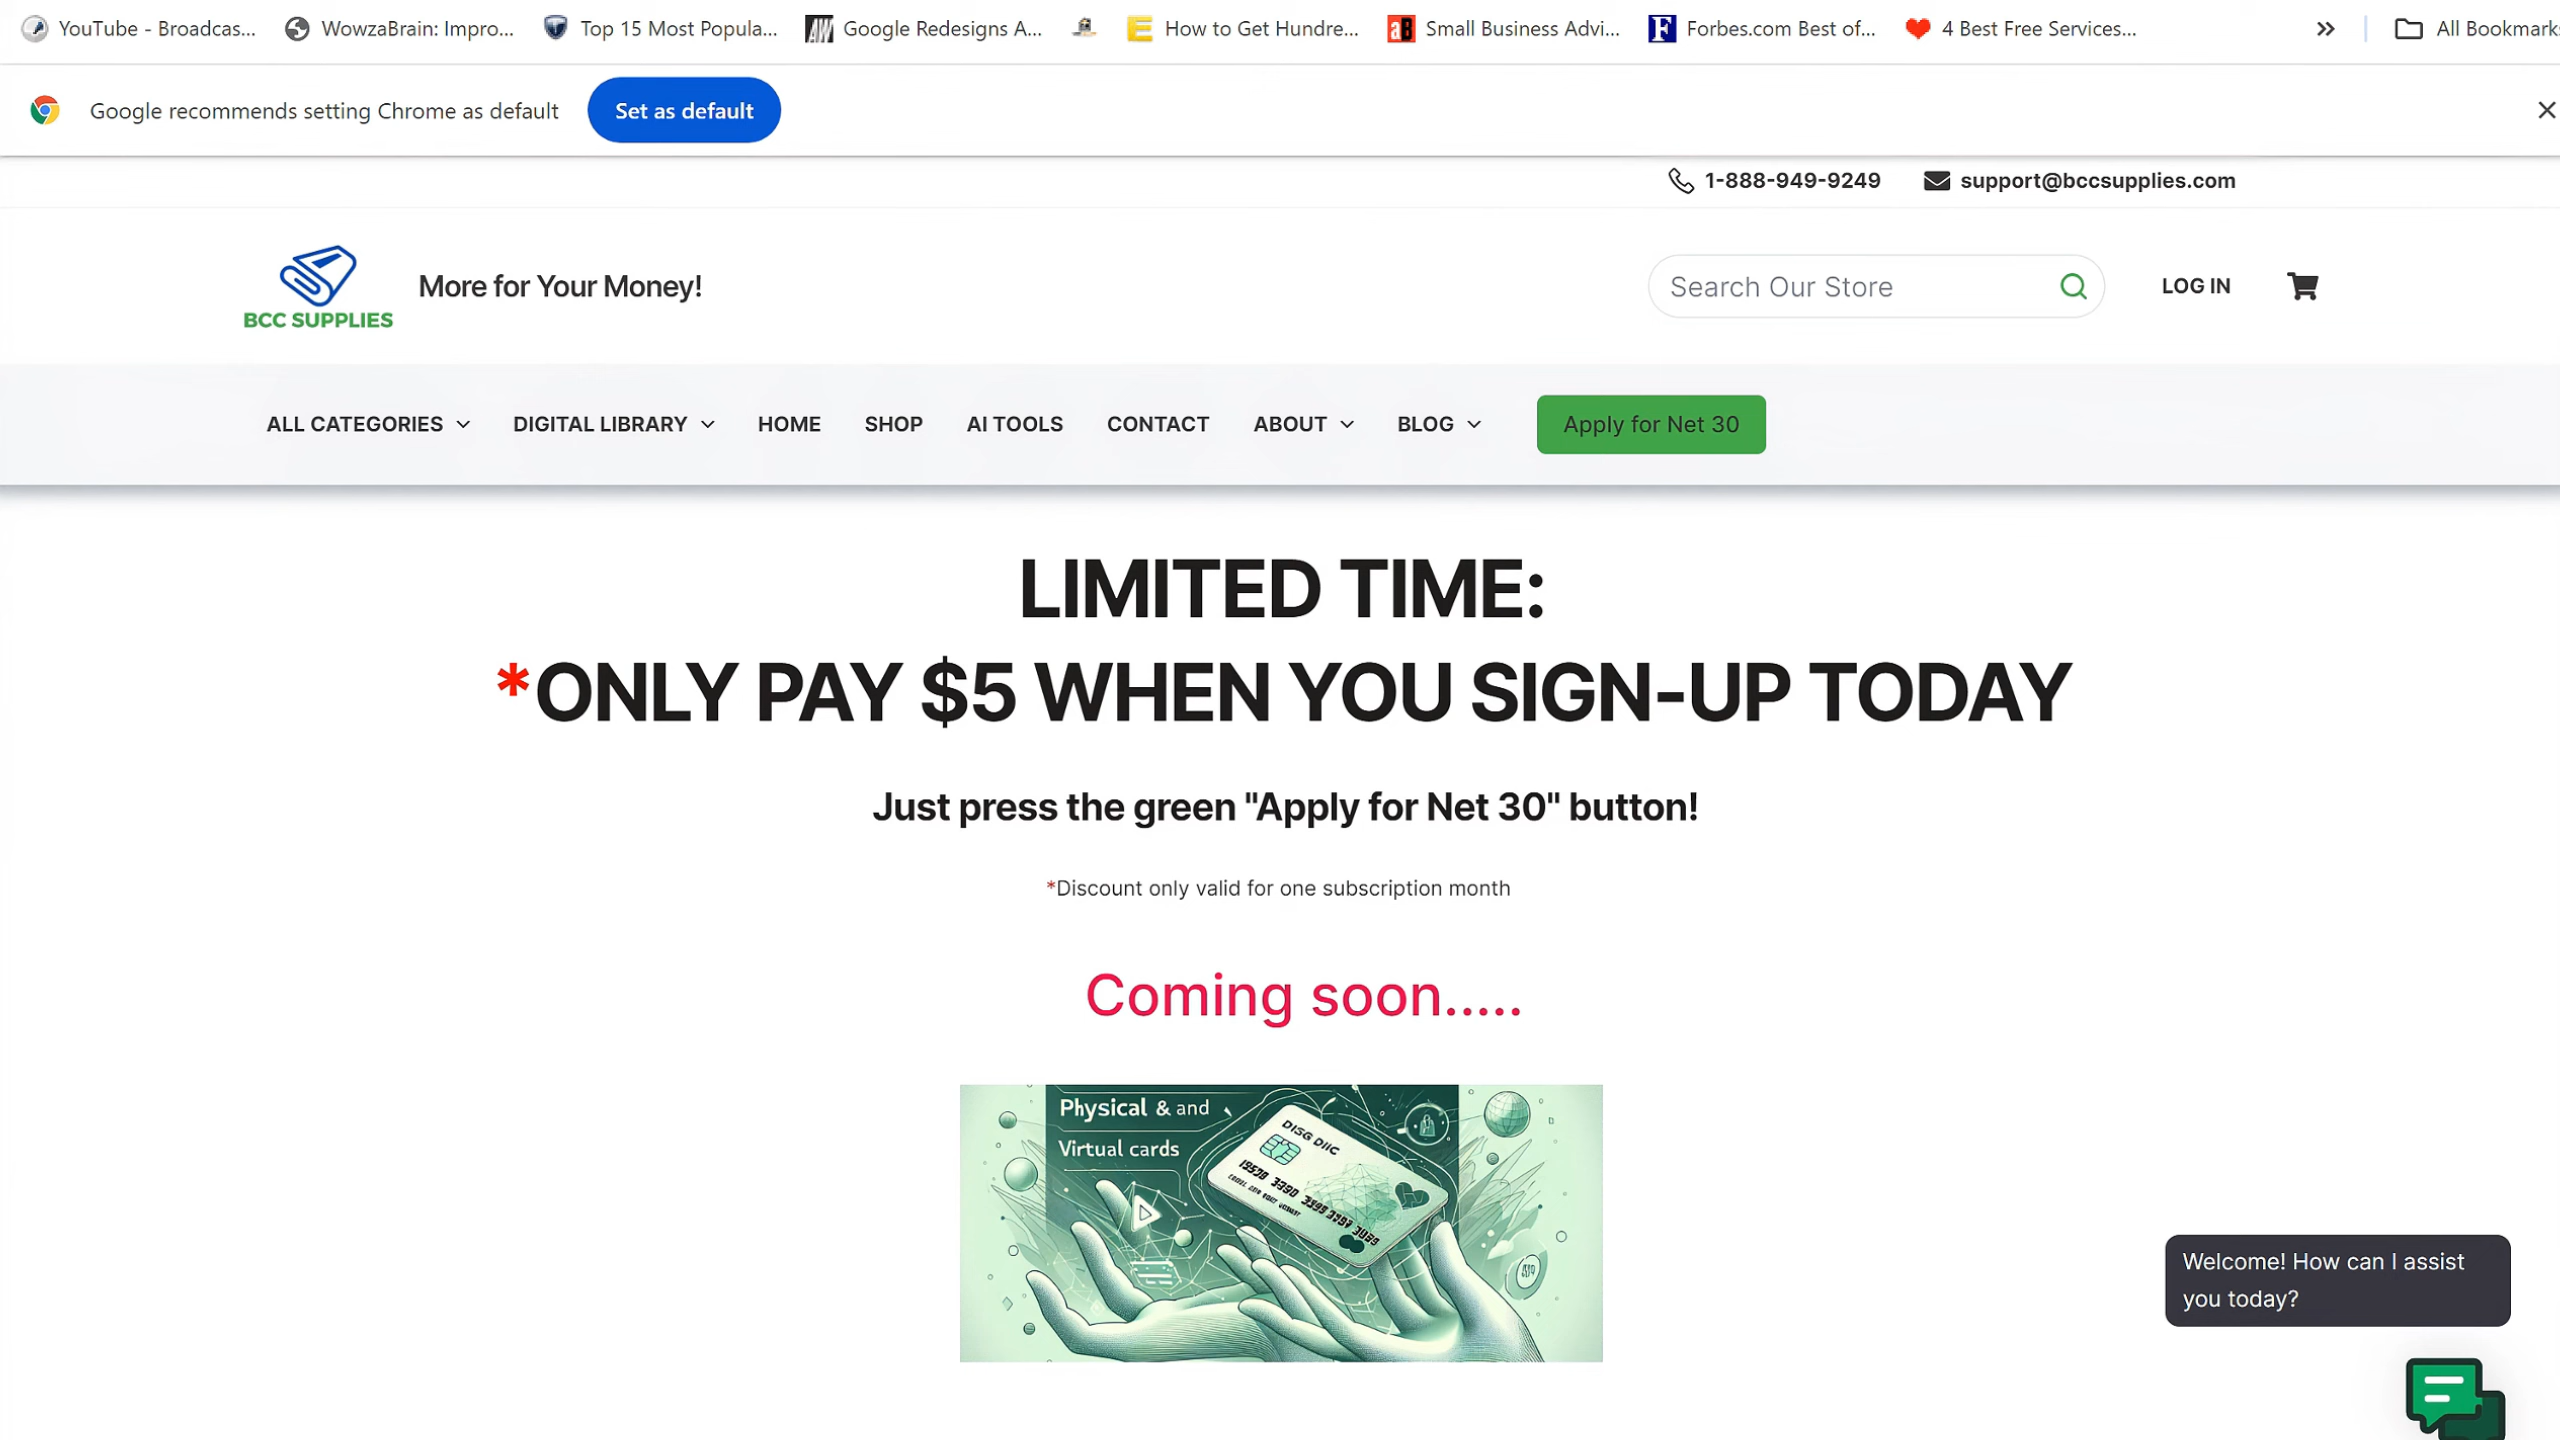 YouTube - Broadcas...
WowzaBrain: Impro...
Top 15 Most Popula...
Google Redesigns A...
How to Get Hundre...
Small Business Advi...
Forbes.com Best of...
4 Best Free Services...
All Bookmarks
Google recommends setting Chrome as default
Set as default
1-888-949-9249
support@bccsupplies.com
BCC SUPPLIES
More for Your Money!
Search Our Store
LOG IN
ALL CATEGORIES
DIGITAL LIBRARY
HOME
SHOP
AI TOOLS
CONTACT
ABOUT
BLOG
Apply for Net 30
LIMITED TIME:
*ONLY PAY $5 WHEN YOU SIGN-UP TODAY
Just press the green "Apply for Net 30" button!
*Discount only valid for one subscription month
Coming soon.....
Physical & and
Virtual cards
DISG DIIC
Welcome! How can I assist
you today?